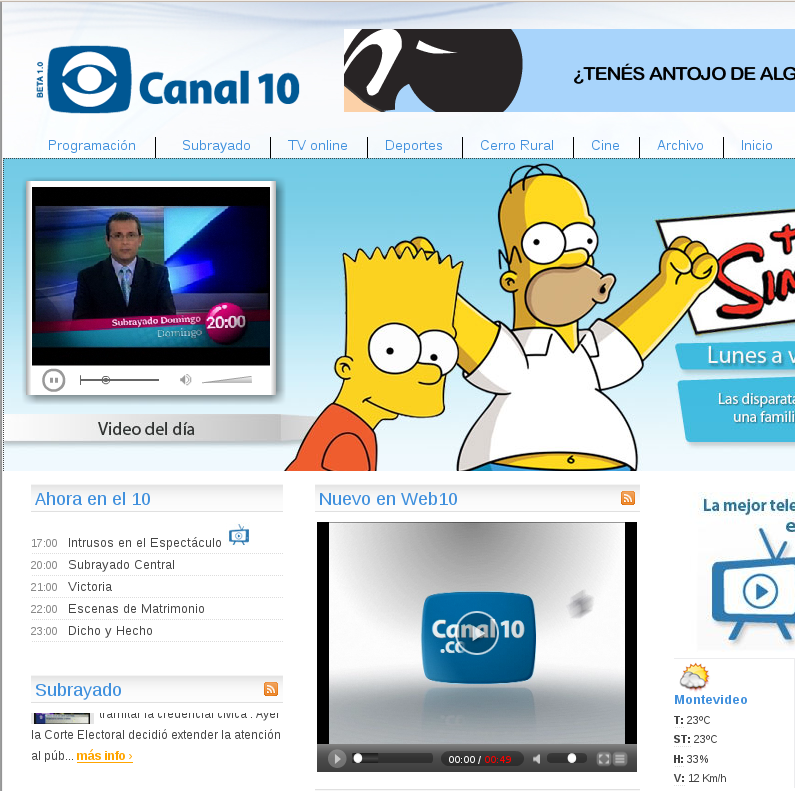 BETA 1.0
Canal 10
¿TENÉS ANTOJO DE ALG
Programación
Subrayado
TV online
Deportes
Cerro Rural
Cine
Archivo
Inicio
Subrayado Domingo
Domingo
20:00
Video del día
Lunes a v
Las disparata
una famili
Ahora en el 10
17:00 Intrusos en el Espectáculo
20:00 Subrayado Central
21:00 Victoria
22:00 Escenas de Matrimonio
23:00 Dicho y Hecho
Subrayado
tramitar la credencial cívica . Ayer
la Corte Electoral decidió extender la atención
al púb... más info ›
Nuevo en Web10
Canal 10
00:00 / 00:49
La mejor tele
e
Montevideo
T: 23ºC
ST: 23ºC
H: 33%
V: 12 Km/h